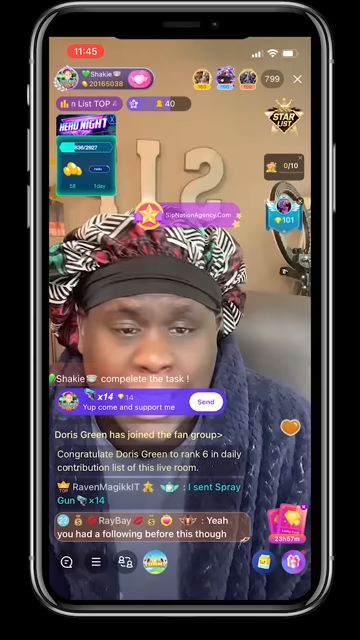 11:45
Shakie
20165038
799
n List TOP 4
40
HERO NIGHT
836/2927
58
1day
STAR
LIST
0/10
101
SipNationAgency.Com
Shakie compelete the task !
x14 14
Yup come and support me
Send
Doris Green has joined the fan group>
Congratulate Doris Green to rank 6 in daily
contribution list of this live room.
TOP RavenMagikkIT : I sent Spray
Gun x14
RayBay : Yeah
you had a following before this though
23h57m